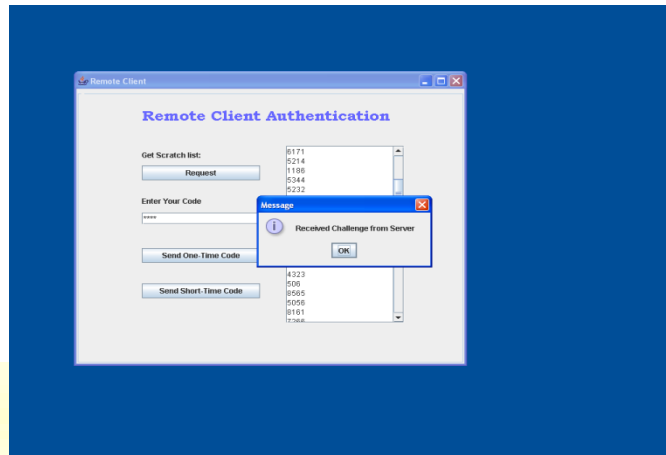 Remote Client
Remote Client Authentication
Get Scratch list:
Request
Enter Your Code
****
Send One-Time Code
Send Short-Time Code
6171
5214
1186
5344
5232
Message
Received Challenge from Server
OK
4323
506
8565
5056
8161